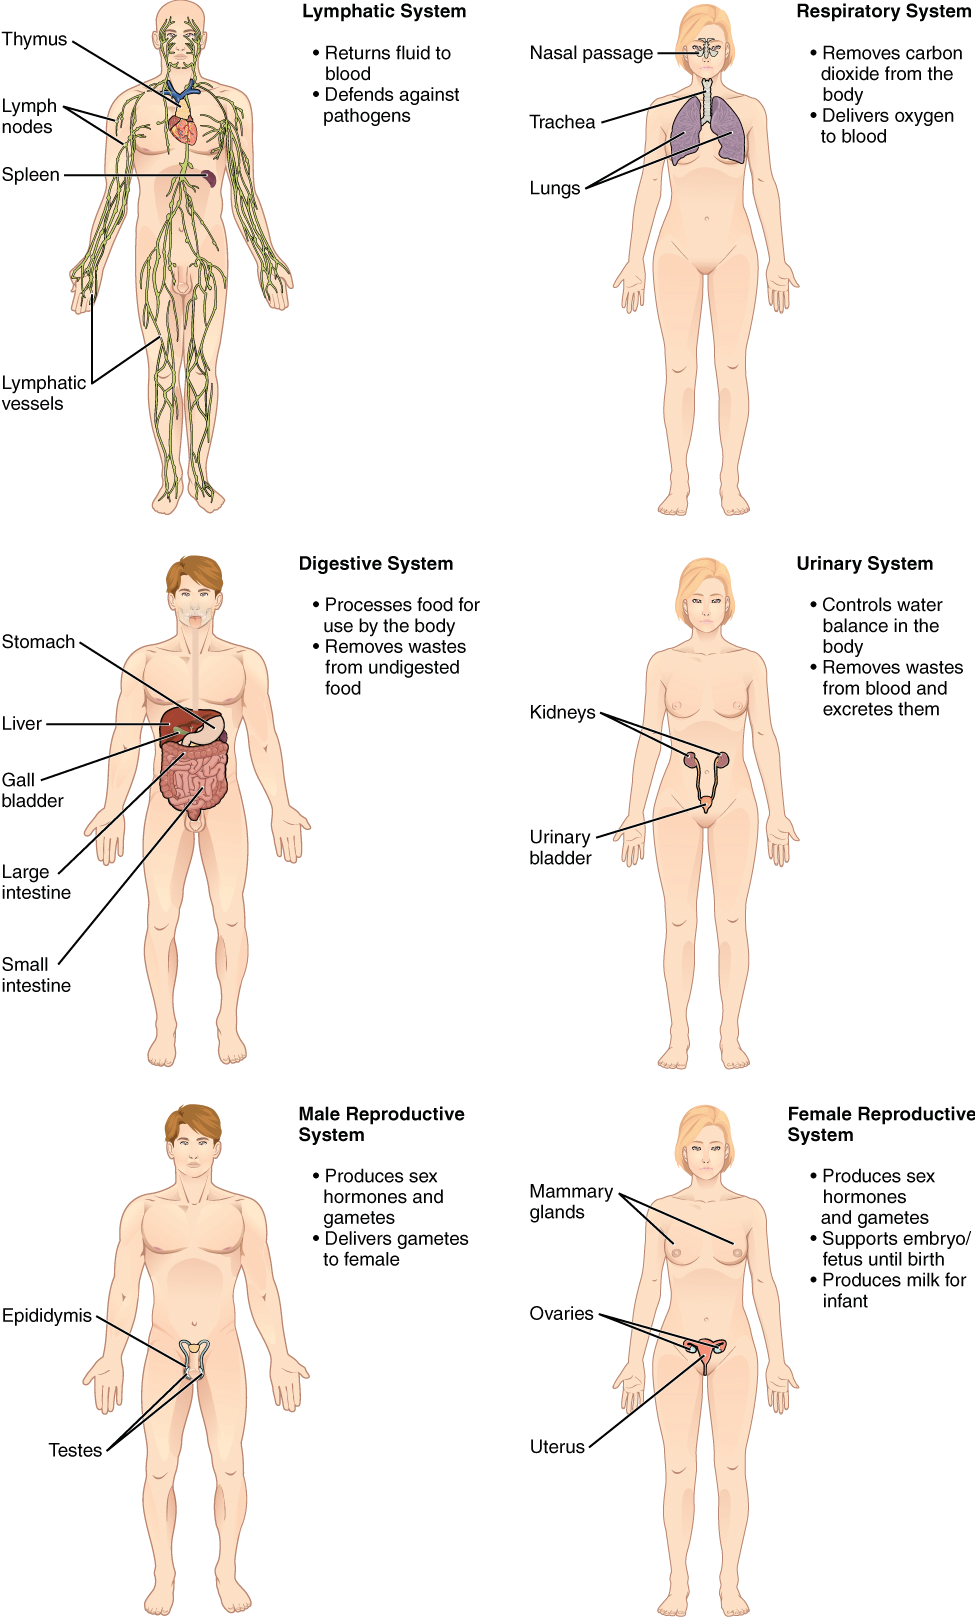 Lymphatic System
• Returns fluid to
blood
• Defends against
pathogens
Thymus
Lymph
nodes
Spleen
Lymphatic
vessels
Respiratory System
• Removes carbon
dioxide from the
body
• Delivers oxygen
to blood
Nasal passage
Trachea
Lungs
Digestive System
• Processes food for
use by the body
• Removes wastes
from undigested
food
Stomach
Liver
Gall
bladder
Large
intestine
Small
intestine
Urinary System
• Controls water
balance in the
body
• Removes wastes
from blood and
excretes them
Kidneys
Urinary
bladder
Male Reproductive
System
• Produces sex
hormones and
gametes
• Delivers gametes
to female
Epididymis
Testes
Female Reproductive
System
• Produces sex
hormones
and gametes
• Supports embryo/
fetus until birth
• Produces milk for
infant
Mammary
glands
Ovaries
Uterus